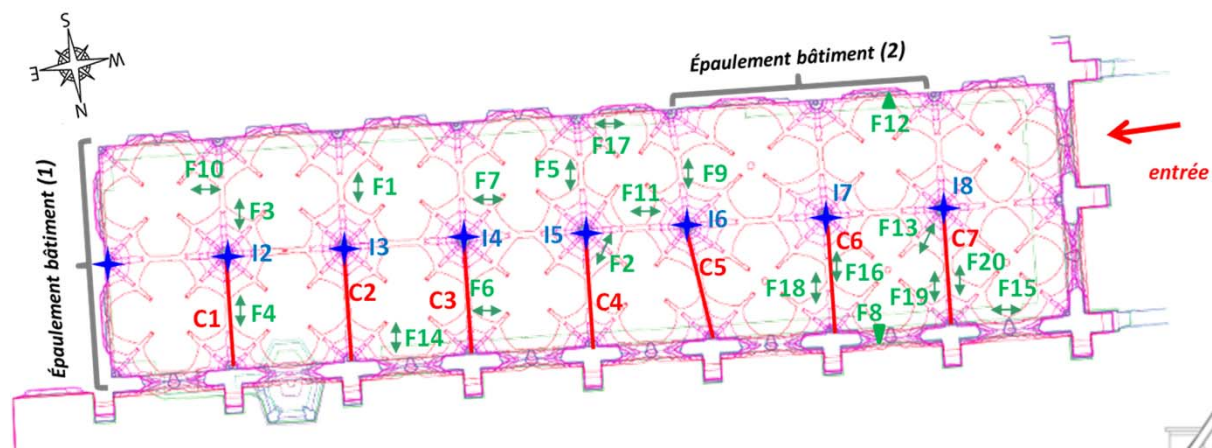 S
E
W
N
Épaulement bâtiment (2)
Épaulement bâtiment (1)
entrée
F12
F17
F10
F1
F5
F9
F7
F3
F11
I7
I8
I6
I5
I4
I3
I2
F13
F2
C6
C7
C5
F16
F20
F18
F19
F15
C1
F4
C2
C3
F6
C4
F14
F8